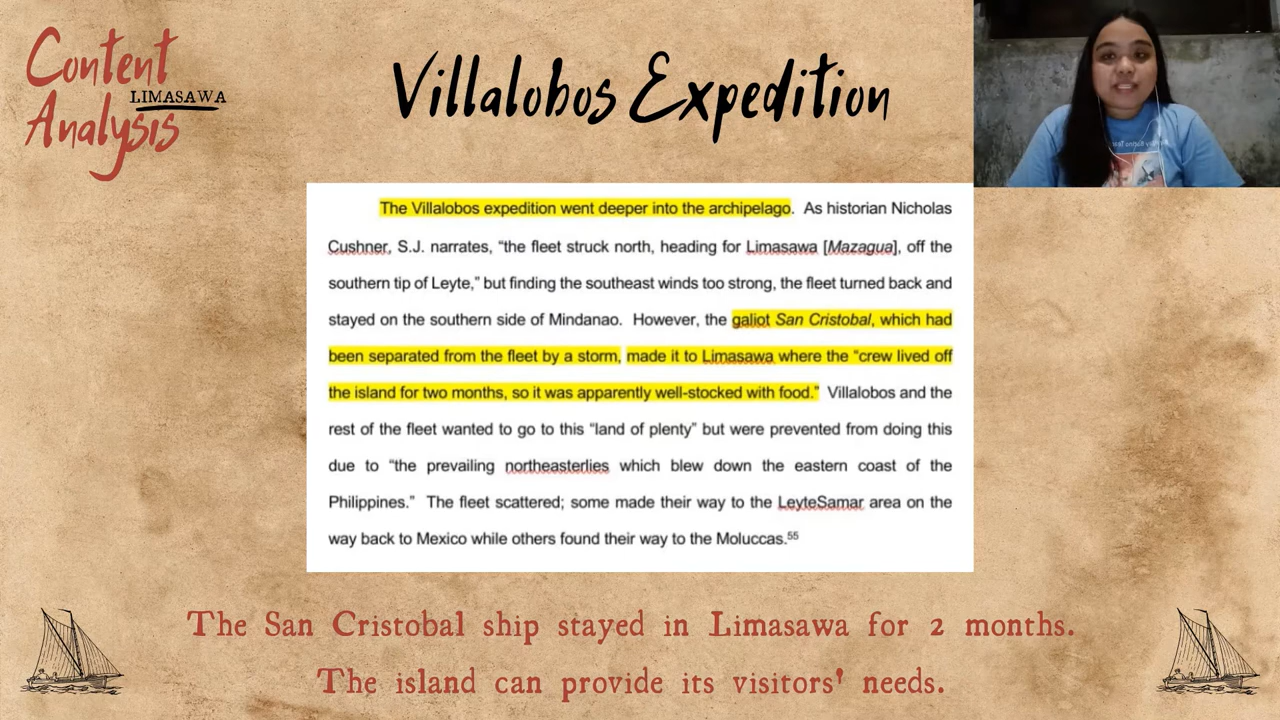 Content
LIMASAWA
Analysis
Villalobos Expedition
The Villalobos expedition went deeper into the archipelago.  As historian Nicholas
Cushner, S.J. narrates, “the fleet struck north, heading for Limasawa [Mazagua], off the
southern tip of Leyte,” but finding the southeast winds too strong, the fleet turned back and
stayed on the southern side of Mindanao.  However, the galiot San Cristobal, which had
been separated from the fleet by a storm, made it to Limasawa where the “crew lived off
the island for two months, so it was apparently well-stocked with food.”  Villalobos and the
rest of the fleet wanted to go to this “land of plenty” but were prevented from doing this
due to “the prevailing northeasterlies which blew down the eastern coast of the
Philippines.”  The fleet scattered; some made their way to the LeyteSamar area on the
way back to Mexico while others found their way to the Moluccas.55
The San Cristobal ship stayed in Limasawa for 2 months.
The island can provide its visitors' needs.